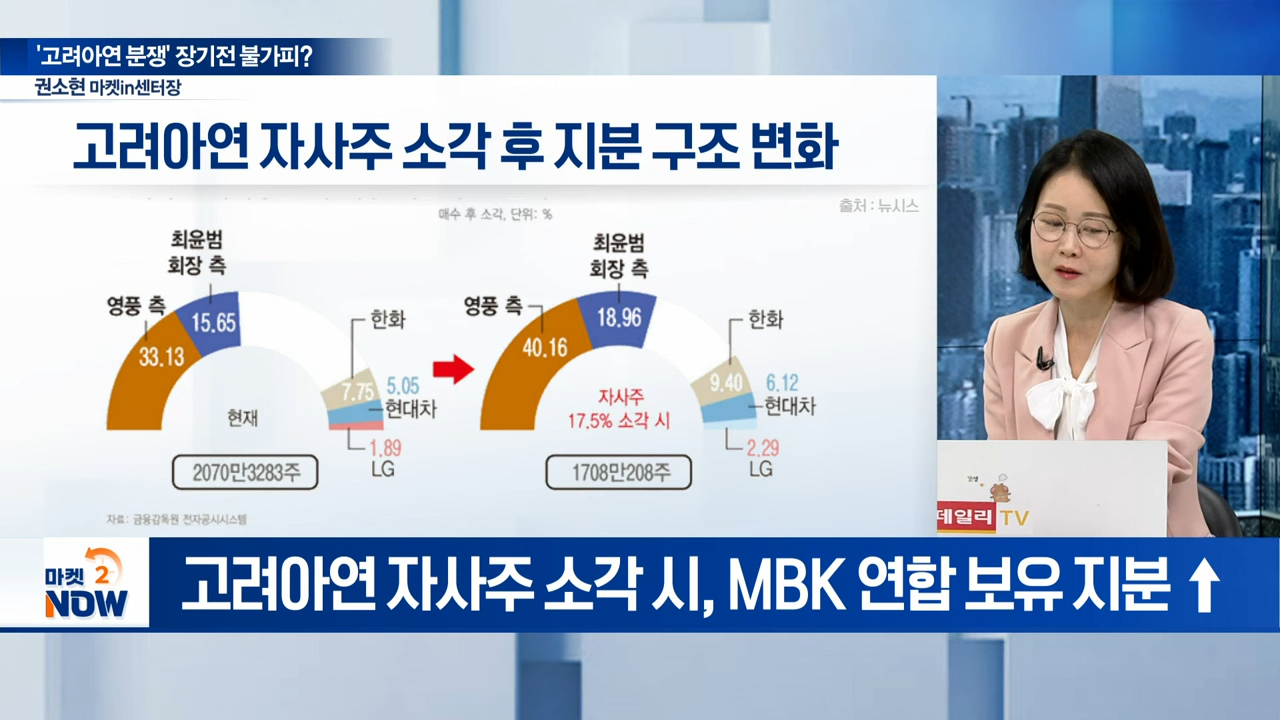 '고려아연 분쟁' 장기전 불가피?
권소현 마켓in센터장
고려아연 자사주 소각 후 지분 구조 변화
매수 후 소각, 단위: %
출처 : 뉴시스
최윤범
회장 측
영풍 측
15.65
33.13
한화
7.75
5.05
현대차
1.89
LG
현재
2070만3283주
최윤범
회장 측
영풍 측
18.96
40.16
한화
9.40
6.12
현대차
2.29
LG
자사주
17.5% 소각 시
1708만208주
자료: 금융감독원 전자공시시스템
데일리 TV
마켓 2
NOW
고려아연 자사주 소각 시, MBK 연합 보유 지분 ↑